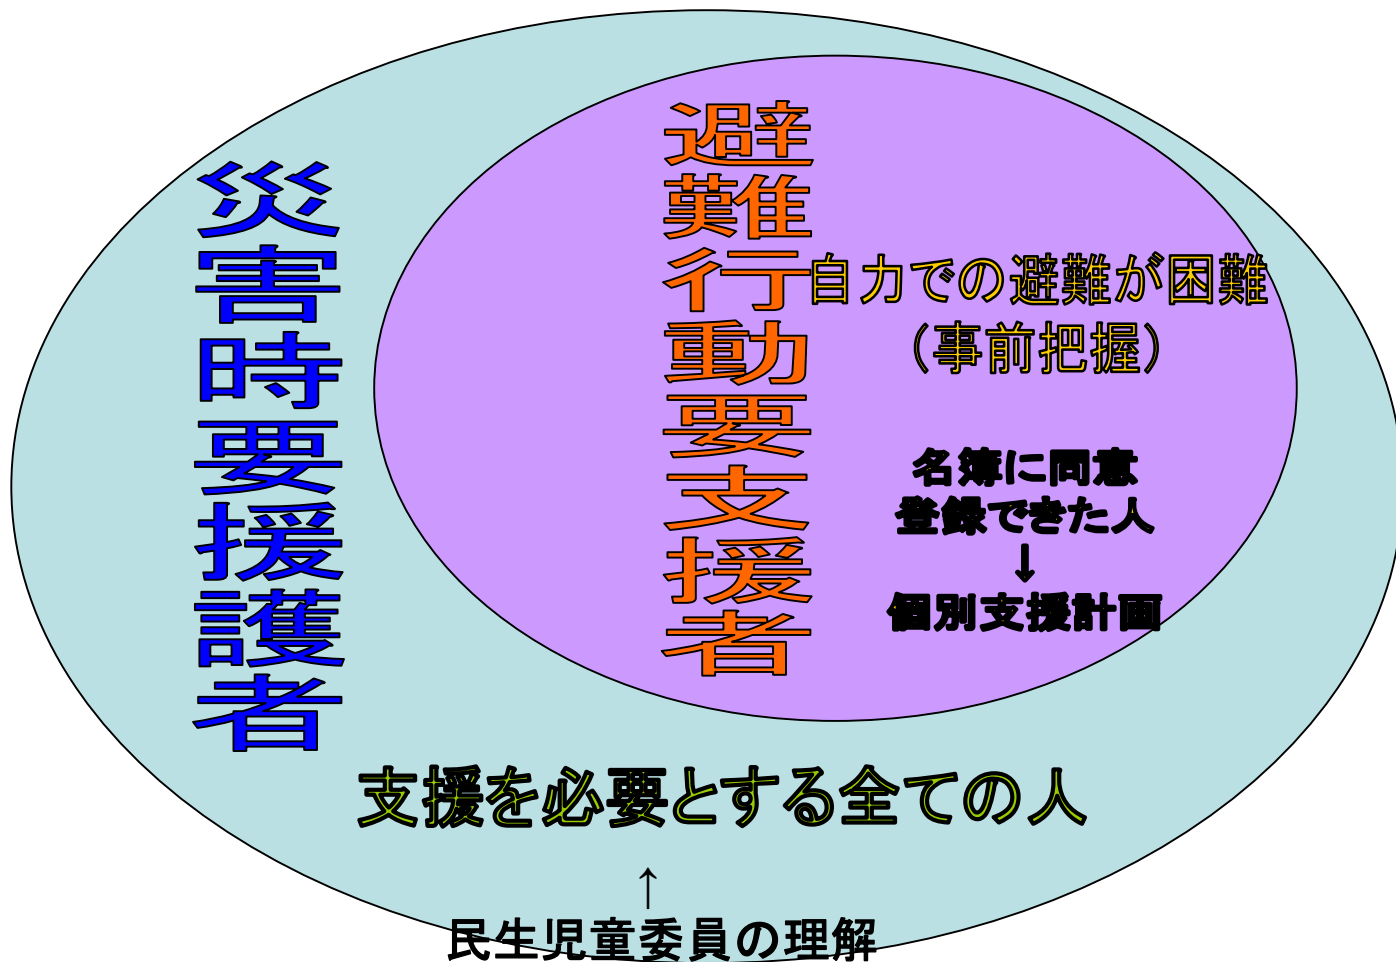 災害時要援護者
避難行動要支援者
自力での避難が困難
（事前把握）
名簿に同意
登録できた人
↓
個別支援計画
支援を必要とする全ての人
↑
民生児童委員の理解